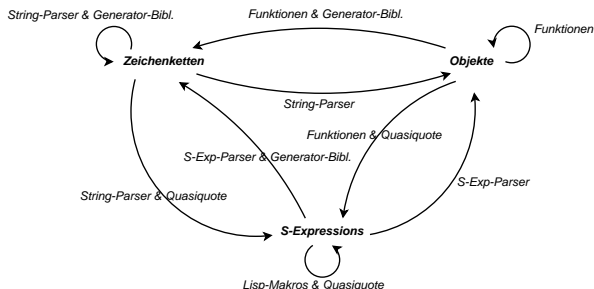 String-Parser & Generator-Bibl.
Funktionen & Generator-Bibl.
Funktionen
Zeichenketten
Objekte
String-Parser
Funktionen & Quasiquote
S-Exp-Parser & Generator-Bibl.
S-Exp-Parser
String-Parser & Quasiquote
S-Expressions
Lisp-Makros & Quasiquote